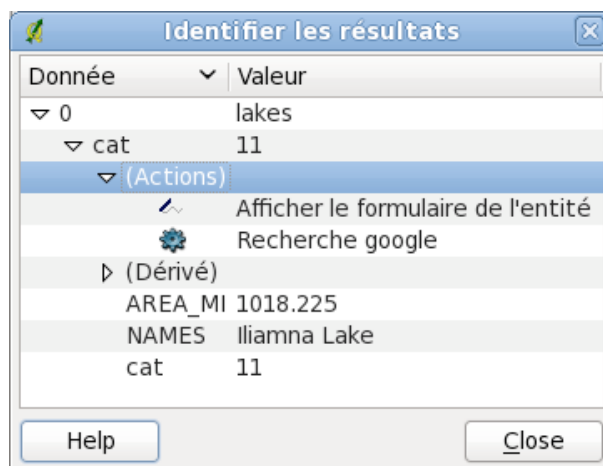 Identifier les résultats
Donnée Valeur
0 lakes
cat 11
(Actions)
Afficher le formulaire de l'entité
Recherche google
(Dérivé)
AREA_MI 1018.225
NAMES Iliamna Lake
cat 11
Help Close